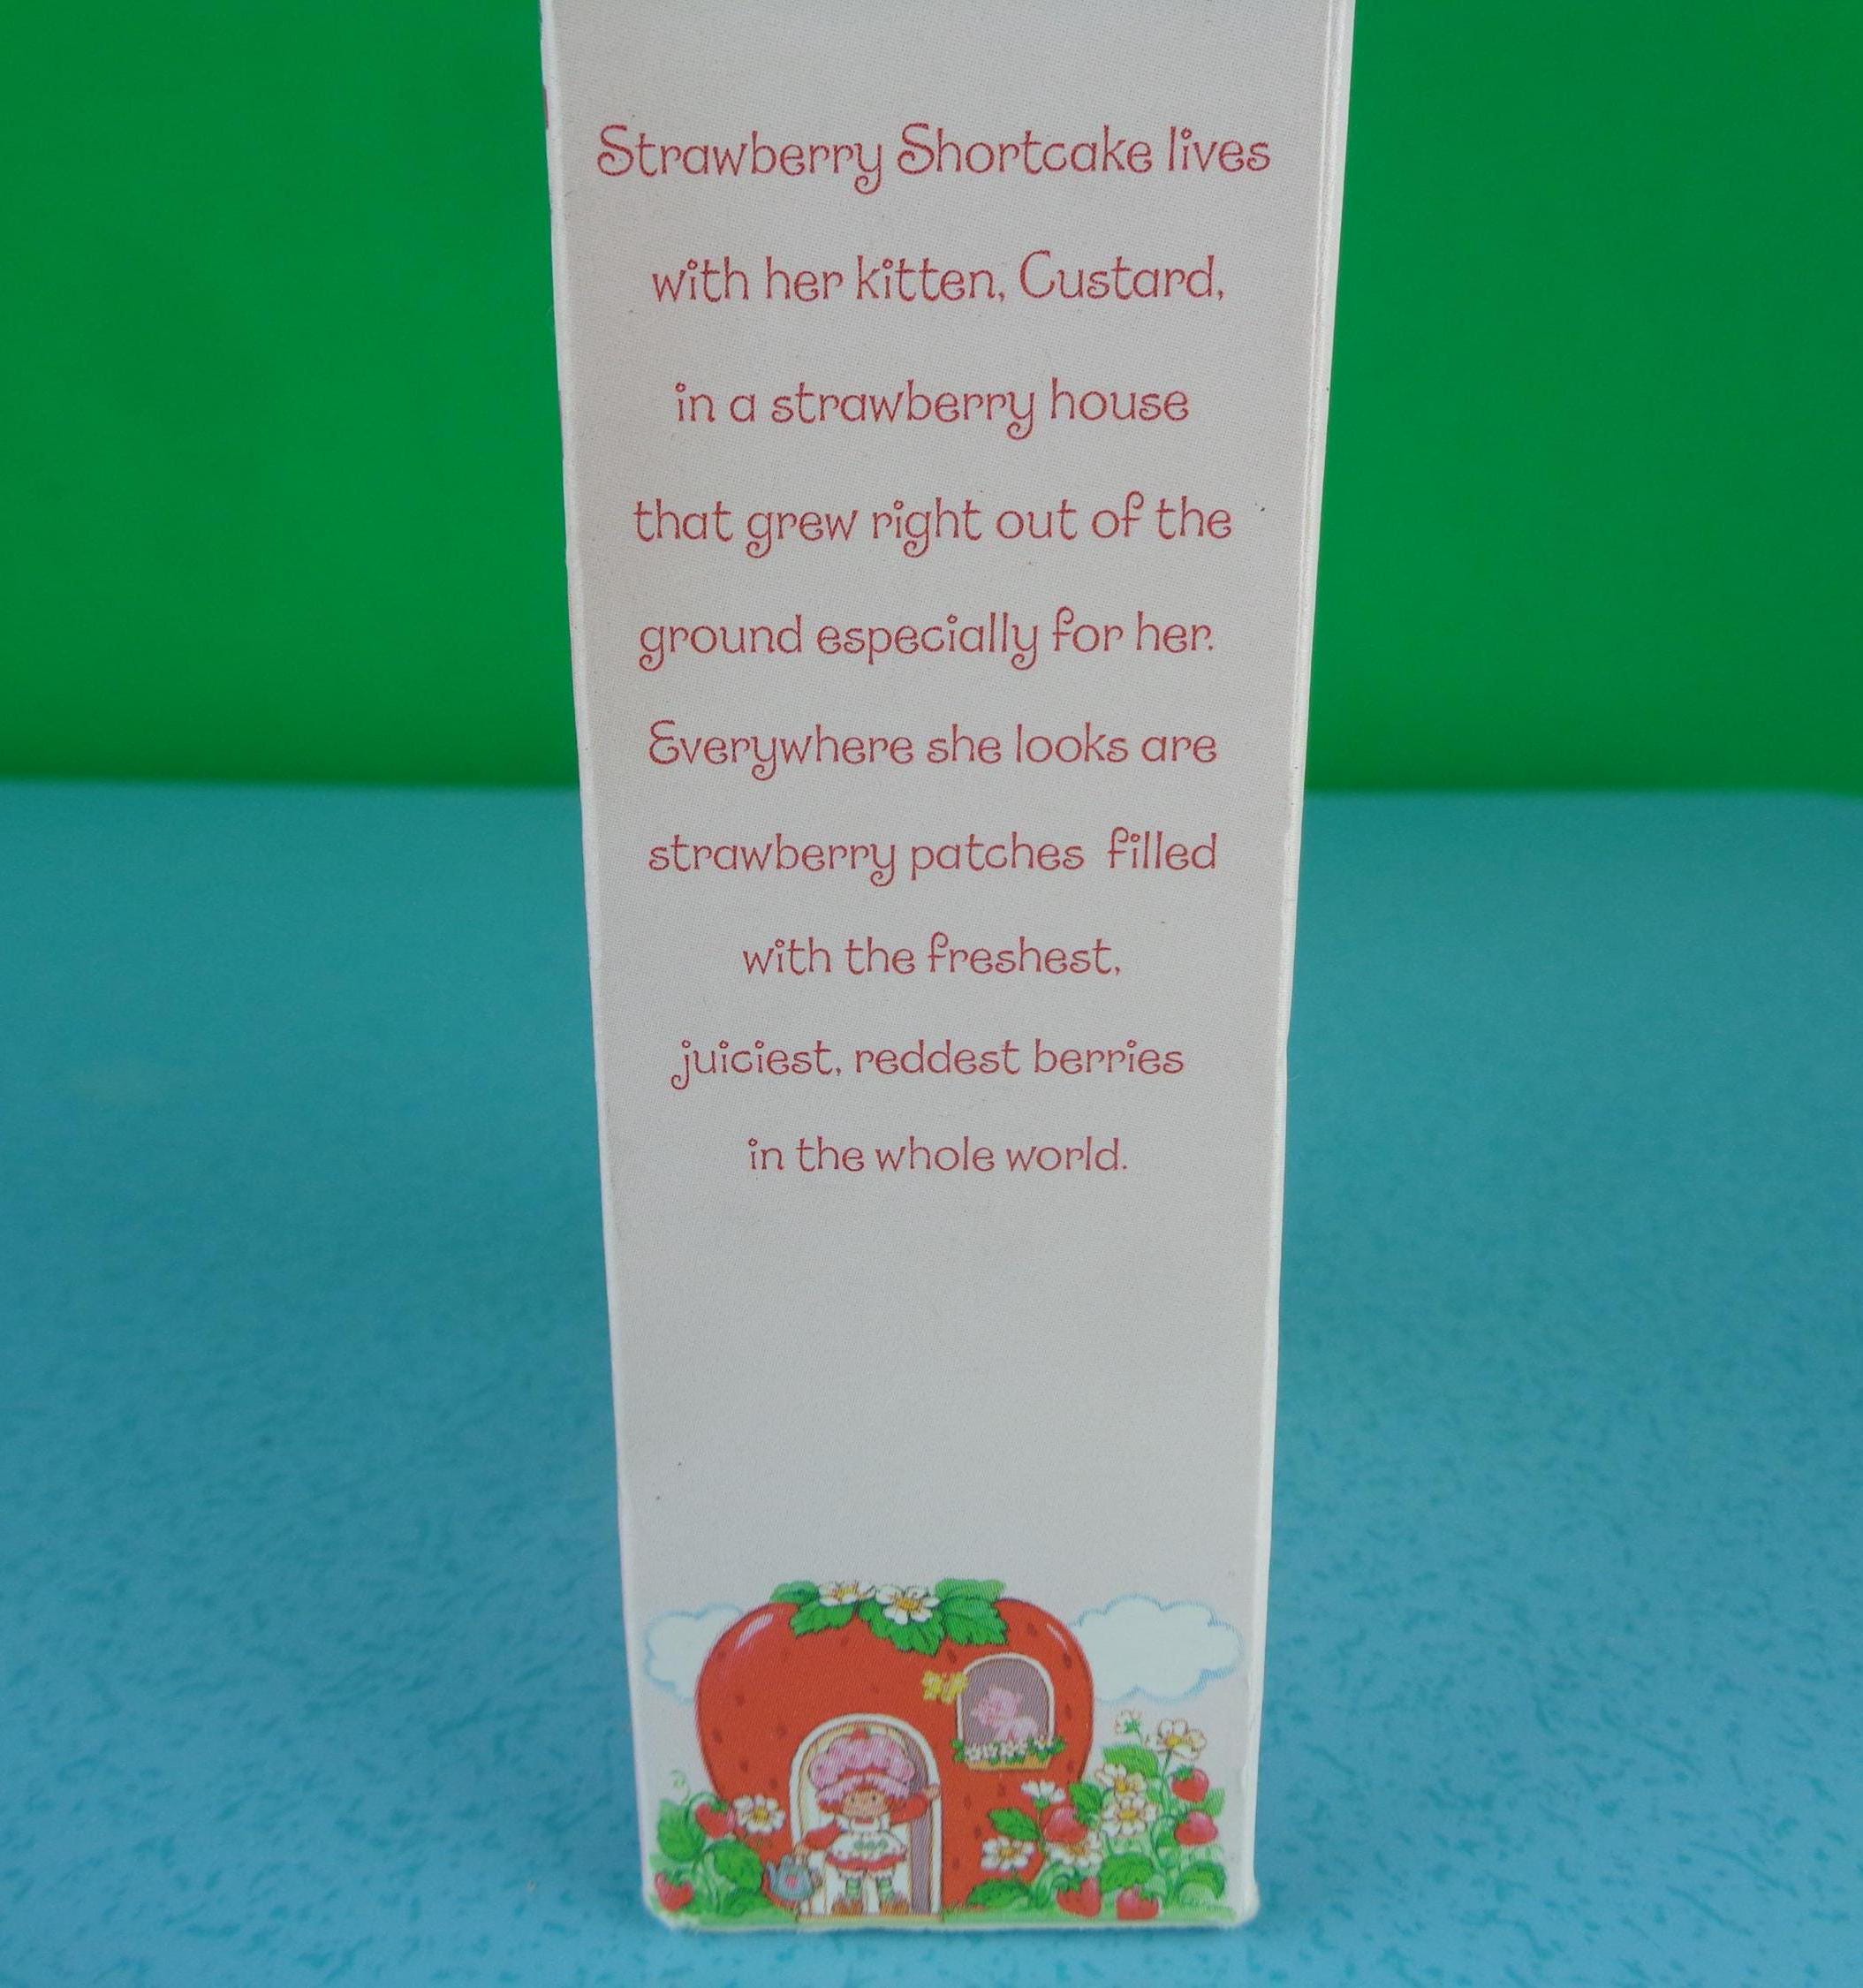 Strawberry Shortcake lives
with her kitten, Custard,
in a strawberry house
that grew right out of the
ground especially for her.
Everywhere she looks are
strawberry patches filled
with the freshest,
juiciest, reddest berries
in the whole world.